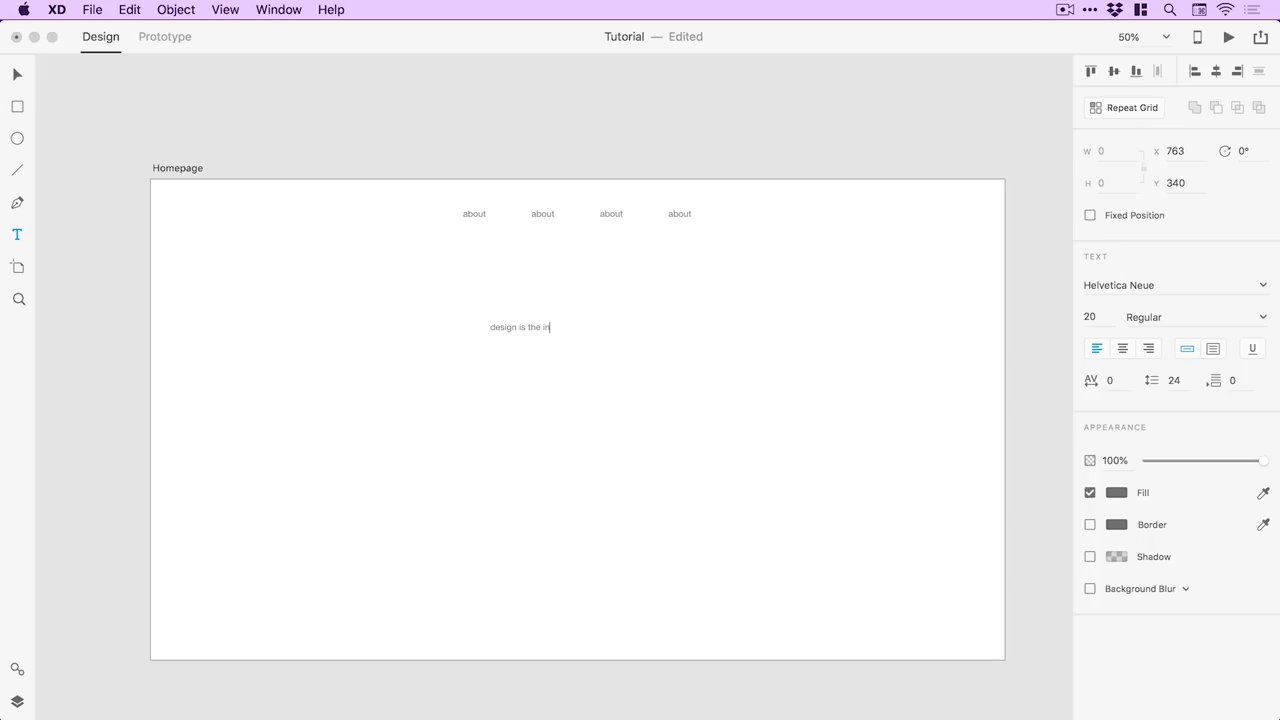 XD File Edit Object View Window Help
Design Prototype Tutorial — Edited 50%
Repeat Grid
W 0 X 763 0°
H 0 Y 340
Fixed Position
Homepage
about about about about
design is the in
TEXT
Helvetica Neue
20 Regular
U
AV 0 24 0
APPEARANCE
100%
Fill
Border
Shadow
Background Blur
T